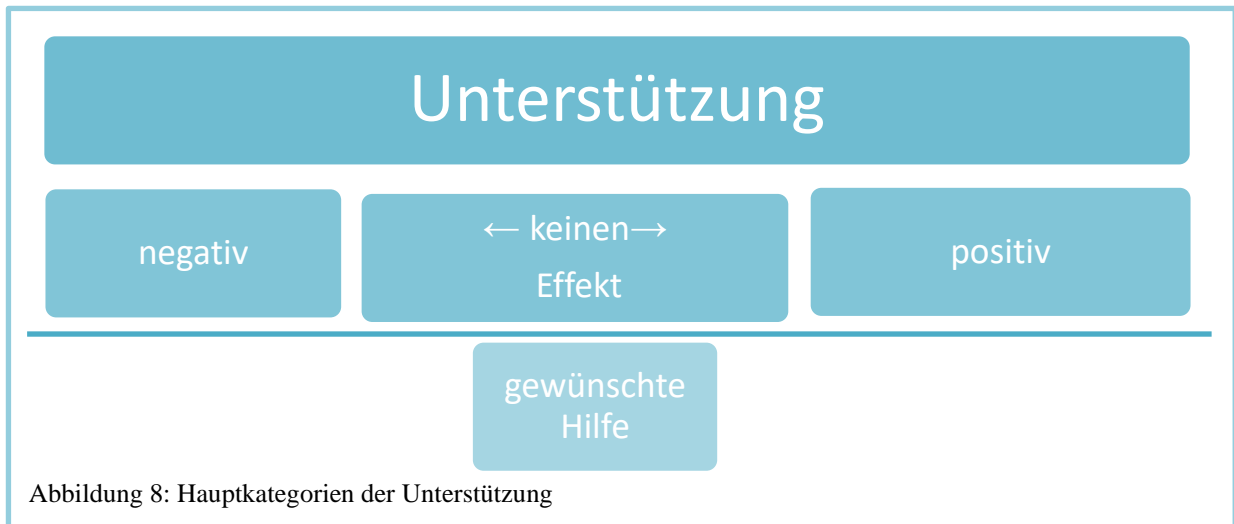 Unterstützung
negativ
← keinen→
Effekt
positiv
gewünschte
Hilfe
Abbildung 8: Hauptkategorien der Unterstützung